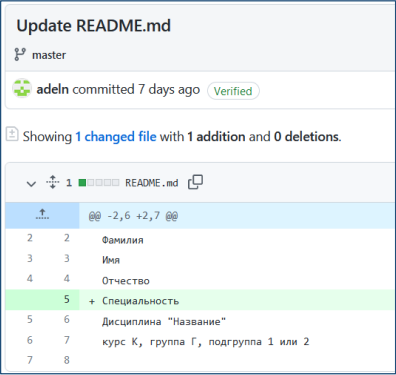 Update README.md
master
adeln committed 7 days ago Verified
Showing 1 changed file with 1 addition and 0 deletions.
1 README.md
@@ -2,6 +2,7 @@
2 2 Фамилия
3 3 Имя
4 4 Отчество
5 + Специальность
5 6 Дисциплина "Название"
6 7 курс К, группа Г, подгруппа 1 или 2
7 8